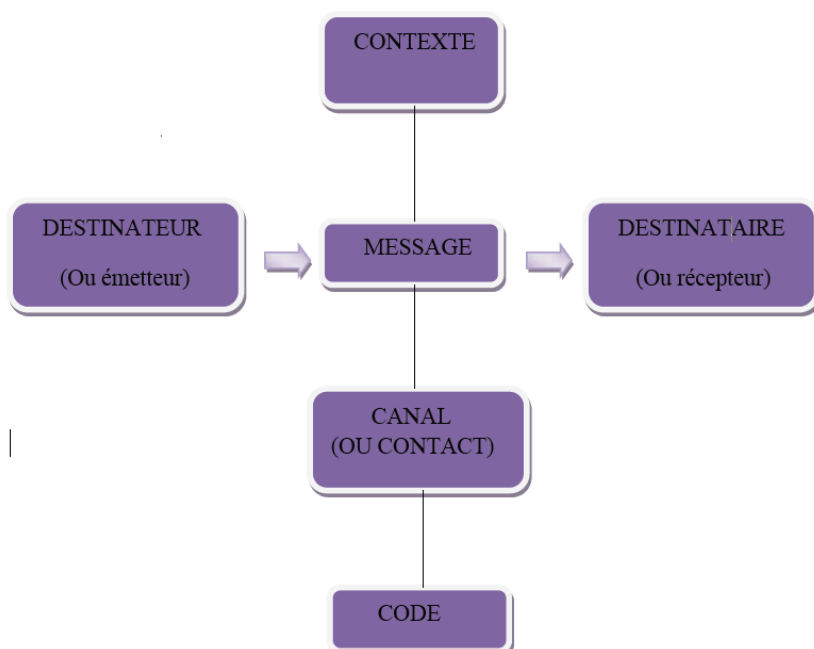 CONTEXTE
DESTINATEUR
(Ou émetteur)
MESSAGE
DESTINATAIRE
(Ou récepteur)
CANAL
(OU CONTACT)
CODE